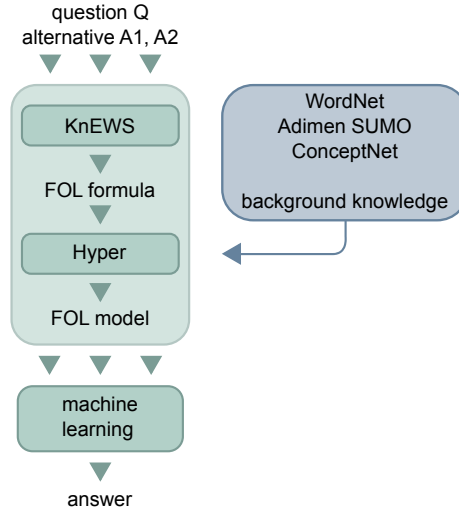 question Q
alternative A1, A2
KnEWS
FOL formula
Hyper
FOL model
machine
learning
answer
WordNet
Adimen SUMO
ConceptNet
background knowledge